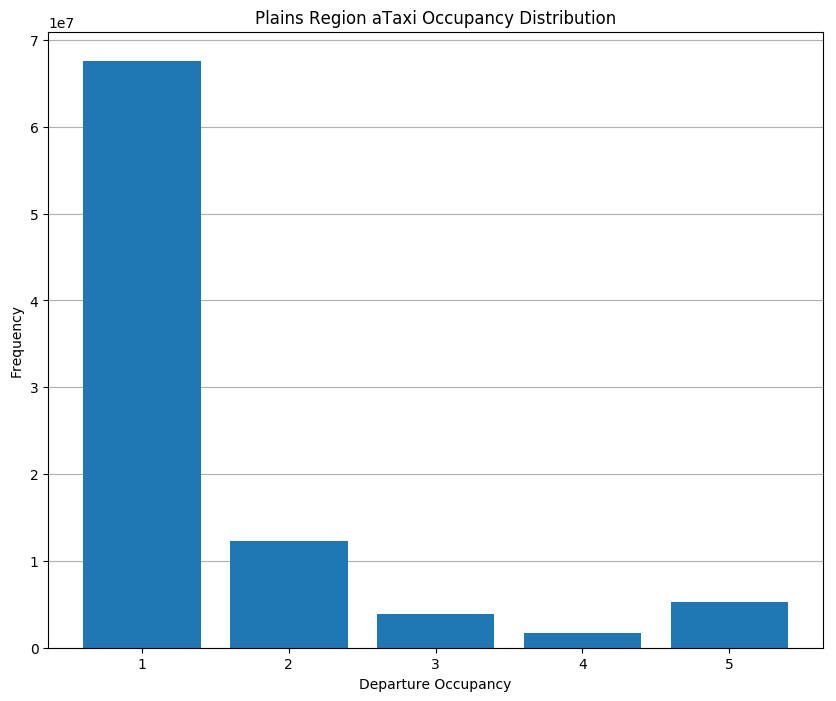 Plains Region aTaxi Occupancy Distribution
1e7
7
6
5
4
3
2
1
0
Frequency
1 2 3 4 5
Departure Occupancy